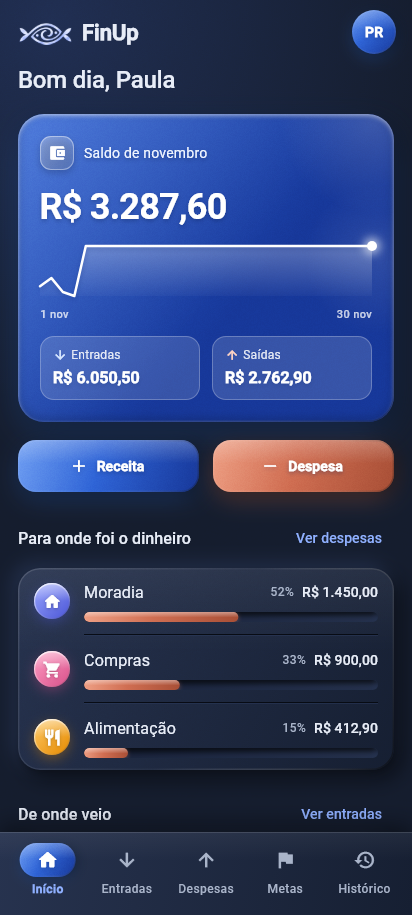 FinUp
PR
Bom dia, Paula
Saldo de novembro
R$ 3.287,60
1 nov 30 nov
Entradas
R$ 6.050,50
Saídas
R$ 2.762,90
+ Receita
− Despesa
Para onde foi o dinheiro Ver despesas
Moradia 52% R$ 1.450,00
Compras 33% R$ 900,00
Alimentação 15% R$ 412,90
De onde veio Ver entradas
Início Entradas Despesas Metas Histórico